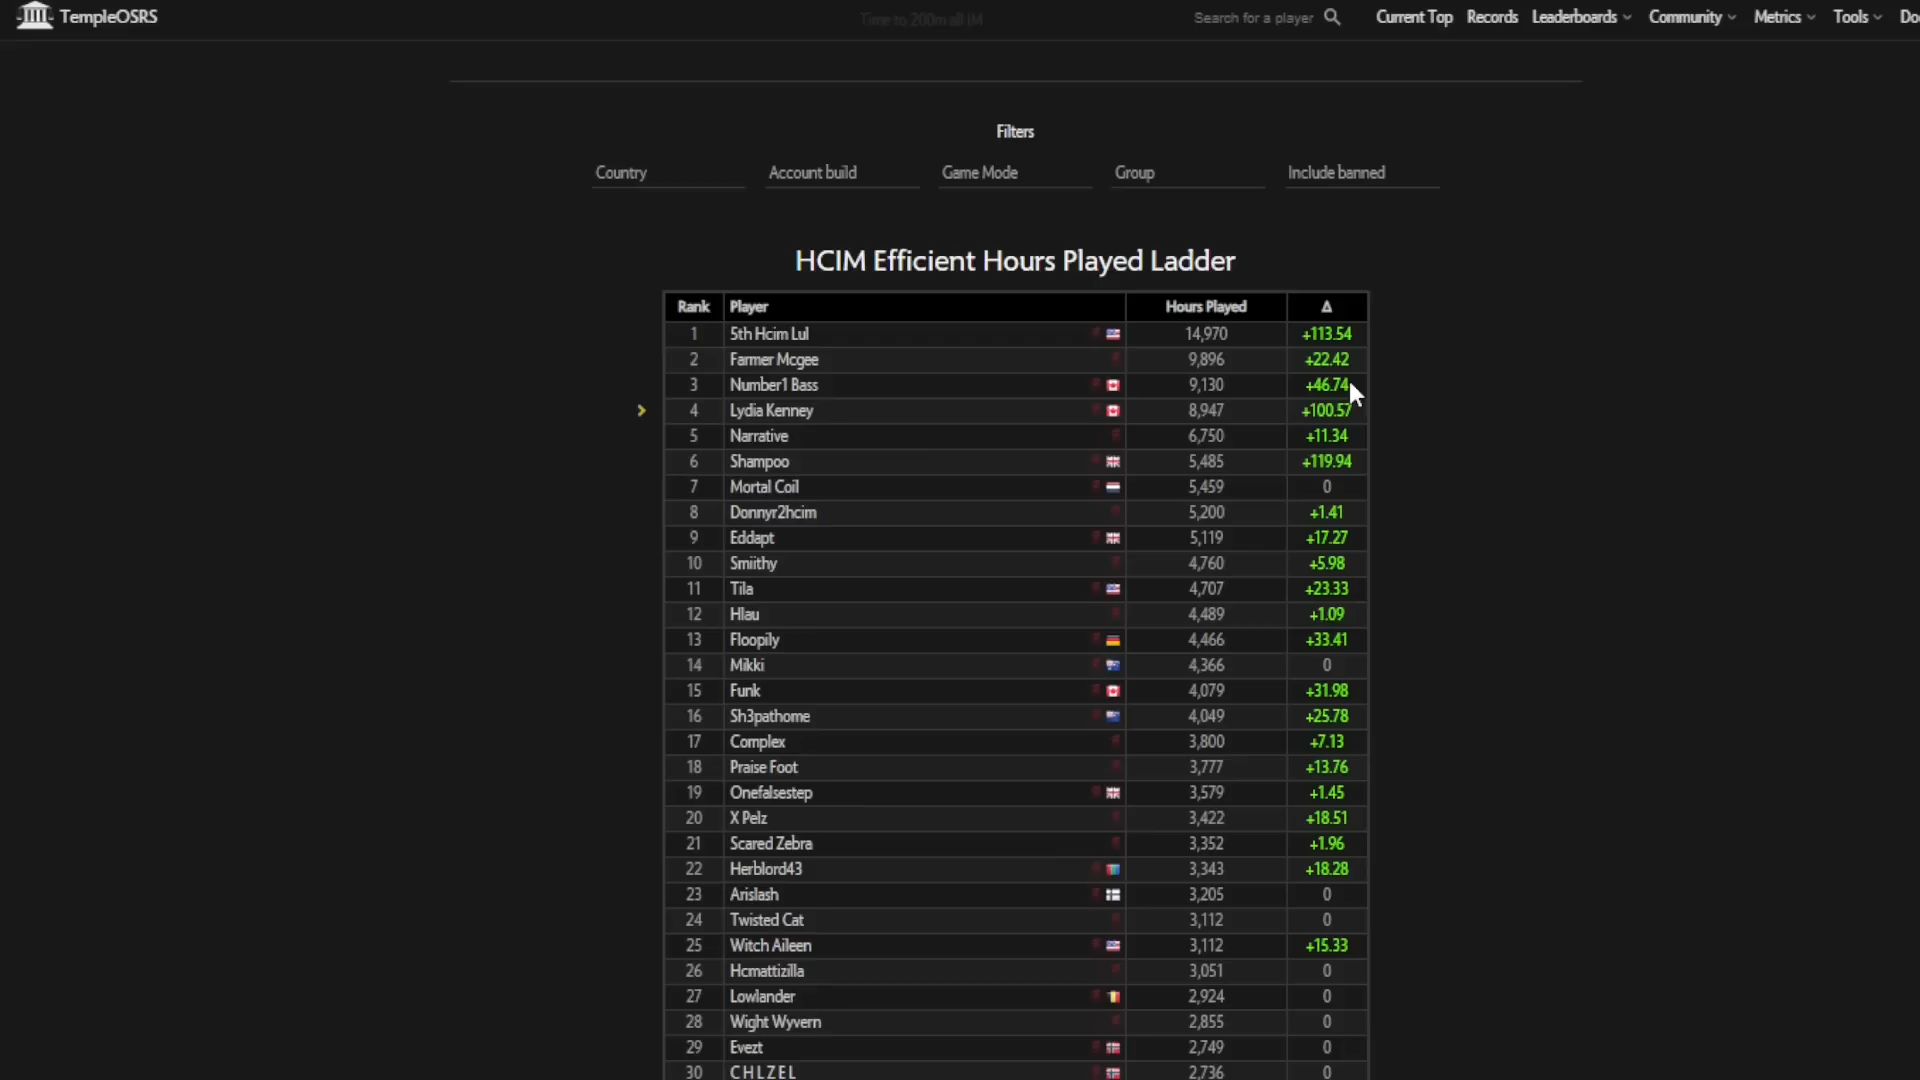 TempleOSRS
Time to 200m all IM
Search for a player
Current Top Records Leaderboards Community Metrics Tools Do
Filters
Country Account build Game Mode Group Include banned
HCIM Efficient Hours Played Ladder
Rank Player Hours Played Δ
1 5th Hcim Lul 14,970 +113.54
2 Farmer Mcgee 9,896 +22.42
3 Number1 Bass 9,130 +46.74
4 Lydia Kenney 8,947 +100.57
5 Narrative 6,750 +11.34
6 Shampoo 5,485 +119.94
7 Mortal Coil 5,459 0
8 Donnyr2hcim 5,200 +1.41
9 Eddapt 5,119 +17.27
10 Smiithy 4,760 +5.98
11 Tila 4,707 +23.33
12 Hlau 4,489 +1.09
13 Floopily 4,466 +33.41
14 Mikki 4,366 0
15 Funk 4,079 +31.98
16 Sh3pathome 4,049 +25.78
17 Complex 3,800 +7.13
18 Praise Foot 3,777 +13.76
19 Onefalsestep 3,579 +1.45
20 X Pelz 3,422 +18.51
21 Scared Zebra 3,352 +1.96
22 Herblord43 3,343 +18.28
23 Arislash 3,205 0
24 Twisted Cat 3,112 0
25 Witch Aileen 3,112 +15.33
26 Hcmattizilla 3,051 0
27 Lowlander 2,924 0
28 Wight Wyvern 2,855 0
29 Evezt 2,749 0
30 C H L Z E L 2,736 0